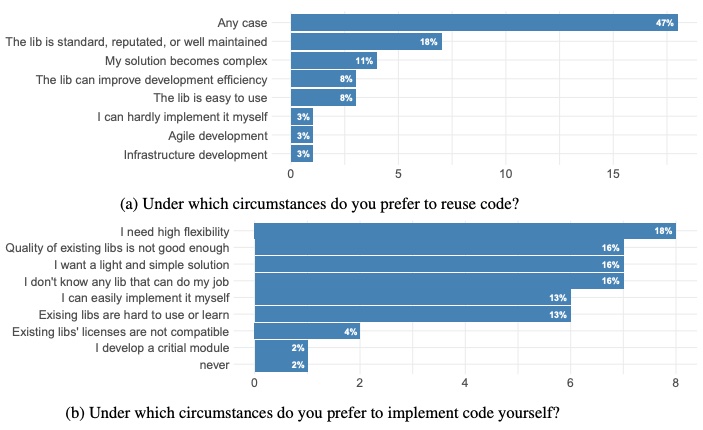 Any case
47%
The lib is standard, reputated, or well maintained
18%
My solution becomes complex
11%
The lib can improve development efficiency
8%
The lib is easy to use
8%
I can hardly implement it myself
3%
Agile development
3%
Infrastructure development
3%
0 5 10 15
(a) Under which circumstances do you prefer to reuse code?
I need high flexibility
18%
Quality of existing libs is not good enough
16%
I want a light and simple solution
16%
I don't know any lib that can do my job
16%
I can easily implement it myself
13%
Exising libs are hard to use or learn
13%
Existing libs' licenses are not compatible
4%
I develop a critial module
2%
never
2%
0 2 4 6 8
(b) Under which circumstances do you prefer to implement code yourself?